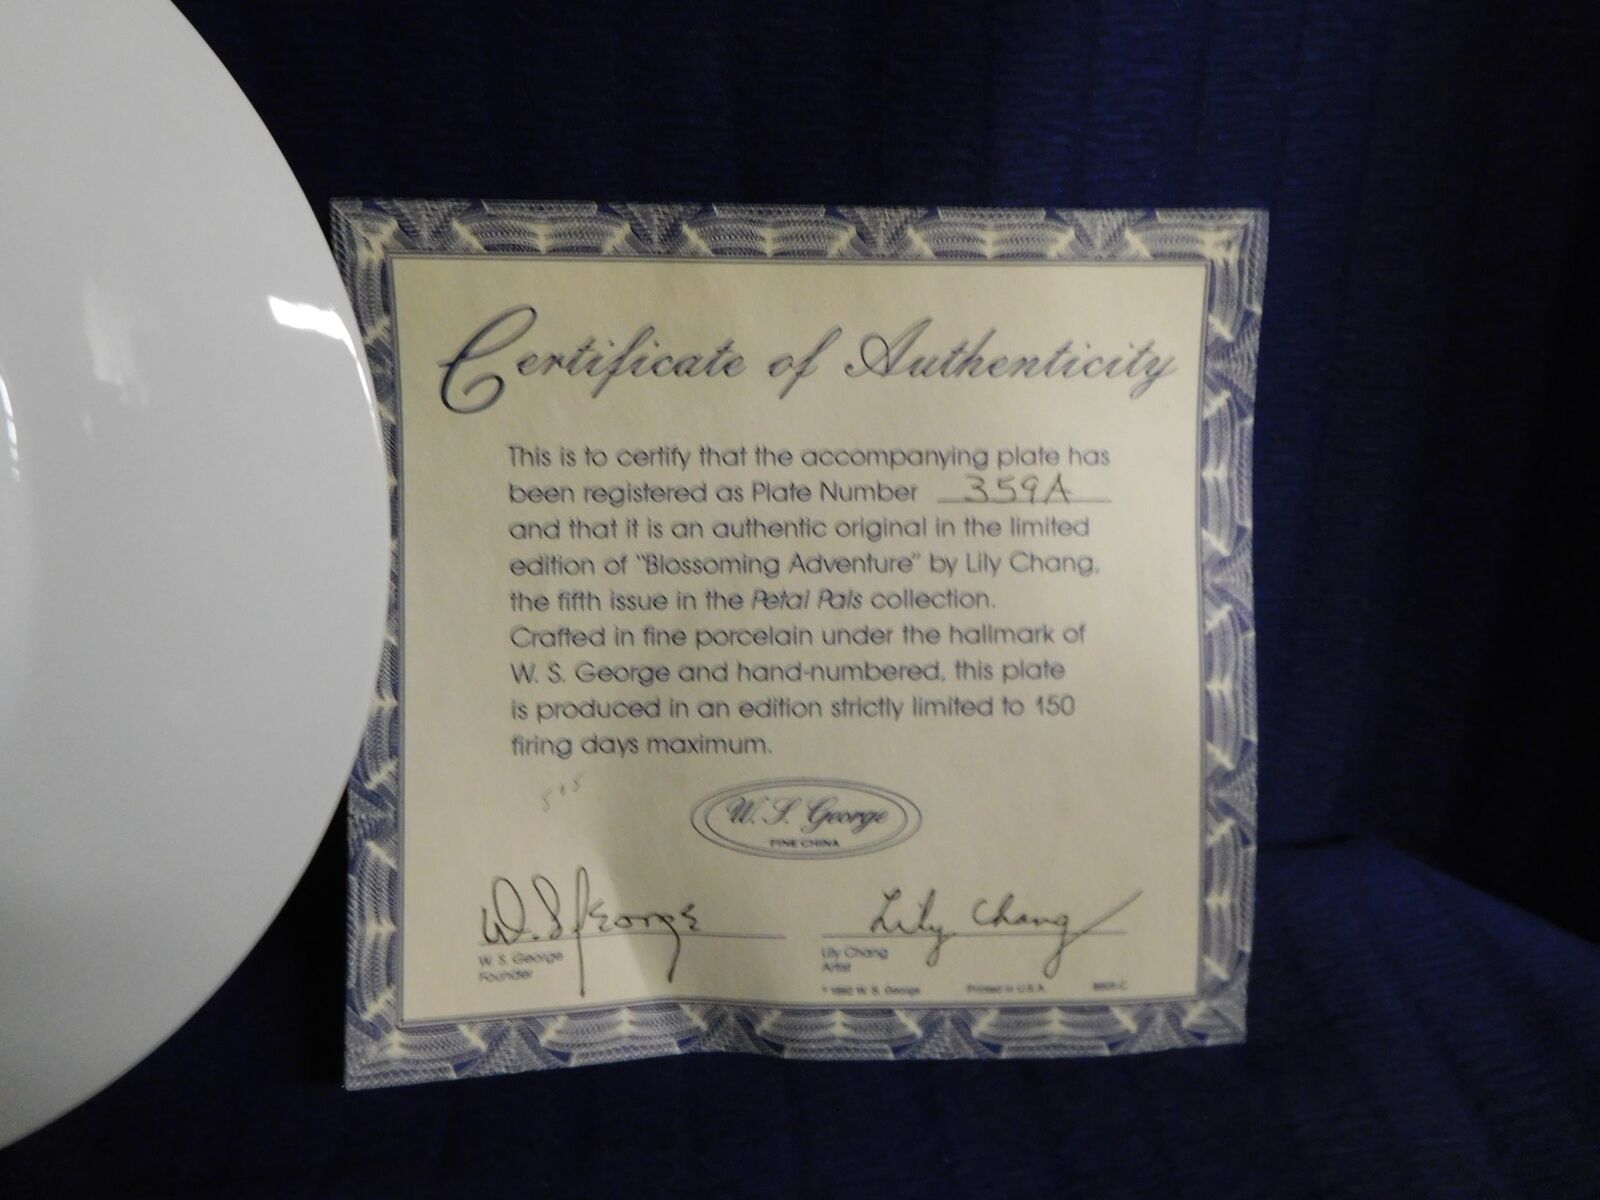 Certificate of Authenticity
This is to certify that the accompanying plate has
been registered as Plate Number 359A
and that it is an authentic original in the limited
edition of "Blossoming Adventure" by Lily Chang,
the fifth issue in the Petal Pals collection.
Crafted in fine porcelain under the hallmark of
W. S. George and hand-numbered, this plate
is produced in an edition strictly limited to 150
firing days maximum.
W. S. George
FINE CHINA
W. S. George
Lily Chang
W. S. George
Founder
Lily Chang
Artist
W. S. George
Printed in U.S.A.